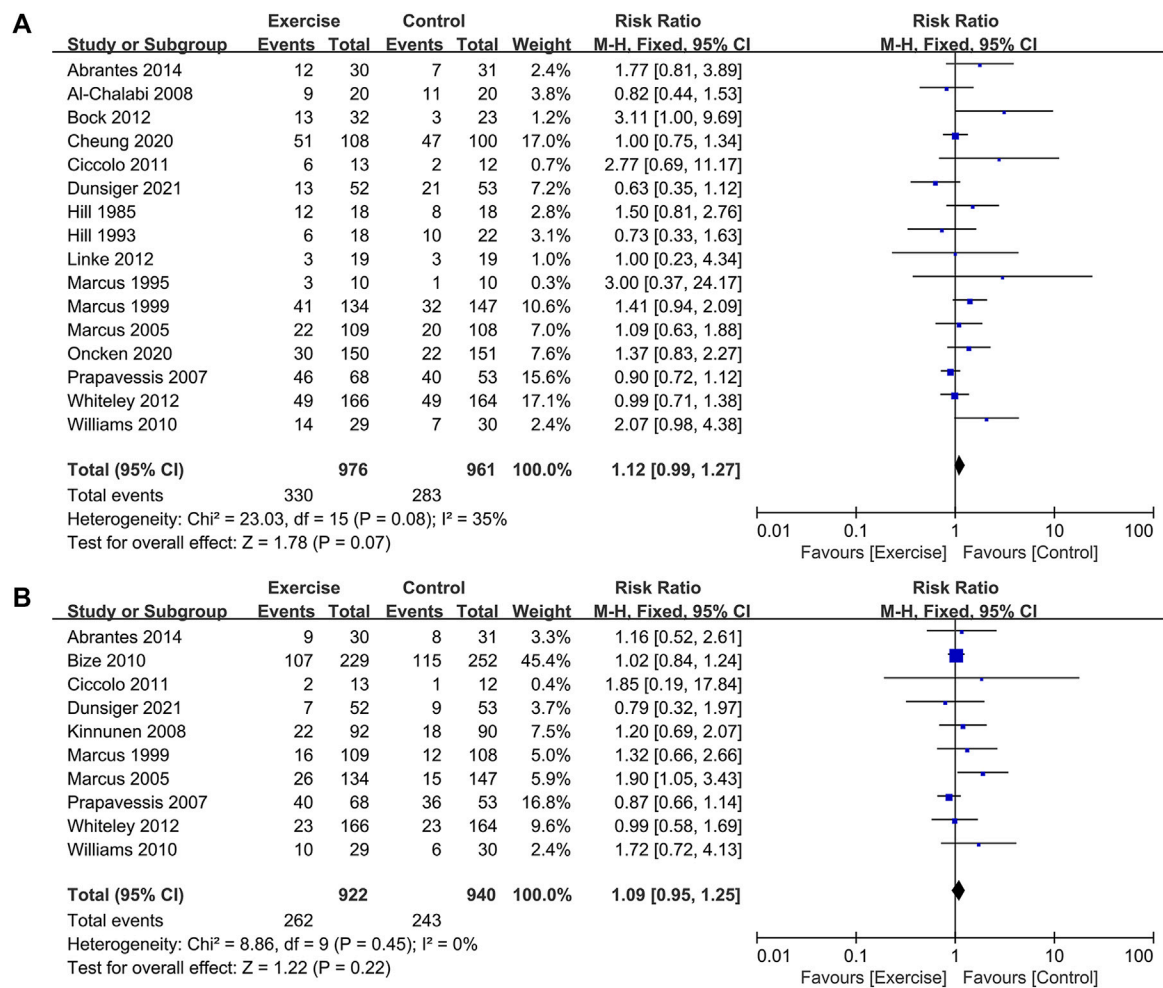 A
Exercise Control Risk Ratio Risk Ratio
Study or Subgroup Events Total Events Total Weight M-H, Fixed, 95% CI M-H, Fixed, 95% CI
Abrantes 2014 12 30 7 31 2.4% 1.77 [0.81, 3.89]
Al-Chalabi 2008 9 20 11 20 3.8% 0.82 [0.44, 1.53]
Bock 2012 13 32 3 23 1.2% 3.11 [1.00, 9.69]
Cheung 2020 51 108 47 100 17.0% 1.00 [0.75, 1.34]
Ciccolo 2011 6 13 2 12 0.7% 2.77 [0.69, 11.17]
Dunsiger 2021 13 52 21 53 7.2% 0.63 [0.35, 1.12]
Hill 1985 12 18 8 18 2.8% 1.50 [0.81, 2.76]
Hill 1993 6 18 10 22 3.1% 0.73 [0.33, 1.63]
Linke 2012 3 19 3 19 1.0% 1.00 [0.23, 4.34]
Marcus 1995 3 10 1 10 0.3% 3.00 [0.37, 24.17]
Marcus 1999 41 134 32 147 10.6% 1.41 [0.94, 2.09]
Marcus 2005 22 109 20 108 7.0% 1.09 [0.63, 1.88]
Oncken 2020 30 150 22 151 7.6% 1.37 [0.83, 2.27]
Prapavessis 2007 46 68 40 53 15.6% 0.90 [0.72, 1.12]
Whiteley 2012 49 166 49 164 17.1% 0.99 [0.71, 1.38]
Williams 2010 14 29 7 30 2.4% 2.07 [0.98, 4.38]
Total (95% CI) 976 961 100.0% 1.12 [0.99, 1.27]
Total events 330 283
Heterogeneity: Chi² = 23.03, df = 15 (P = 0.08); I² = 35%
Test for overall effect: Z = 1.78 (P = 0.07)
0.01 0.1 1 10 100
Favours [Exercise] Favours [Control]
B
Exercise Control Risk Ratio Risk Ratio
Study or Subgroup Events Total Events Total Weight M-H, Fixed, 95% CI M-H, Fixed, 95% CI
Abrantes 2014 9 30 8 31 3.3% 1.16 [0.52, 2.61]
Bize 2010 107 229 115 252 45.4% 1.02 [0.84, 1.24]
Ciccolo 2011 2 13 1 12 0.4% 1.85 [0.19, 17.84]
Dunsiger 2021 7 52 9 53 3.7% 0.79 [0.32, 1.97]
Kinnunen 2008 22 92 18 90 7.3% 1.20 [0.69, 2.07]
Marcus 1999 16 109 12 108 5.0% 1.32 [0.66, 2.66]
Marcus 2005 26 134 15 147 5.9% 1.90 [1.05, 3.43]
Prapavessis 2007 40 68 36 53 16.8% 0.87 [0.66, 1.14]
Whiteley 2012 23 166 23 164 9.6% 0.99 [0.58, 1.69]
Williams 2010 10 29 6 30 2.4% 1.72 [0.72, 4.13]
Total (95% CI) 922 940 100.0% 1.09 [0.95, 1.25]
Total events 262 243
Heterogeneity: Chi² = 8.86, df = 9 (P = 0.45); I² = 0%
Test for overall effect: Z = 1.22 (P = 0.22)
0.01 0.1 1 10 100
Favours [Exercise] Favours [Control]